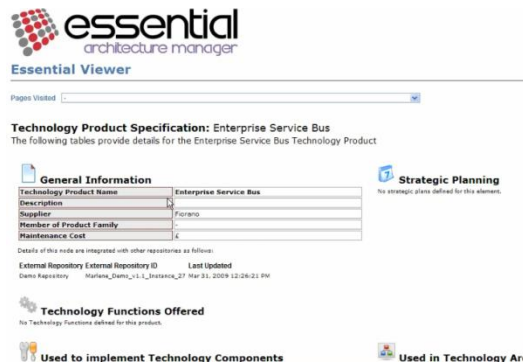 essential
architecture manager
Essential Viewer
Pages Visited -
Technology Product Specification: Enterprise Service Bus
The following tables provide details for the Enterprise Service Bus Technology Product
General Information
Strategic Planning
No strategic plans defined for this element.
Technology Product Name Enterprise Service Bus
Description
Supplier Fiorano
Member of Product Family -
Maintenance Cost £
Details of this node are integrated with other repositories as follows:
External Repository External Repository ID Last Updated
Demo Repository Marlene_Demo_v1.1_Instance_27 Mar 31, 2009 12:26:21 PM
Technology Functions Offered
No Technology Functions defined for this product.
Used to implement Technology Components
Used in Technology Arc